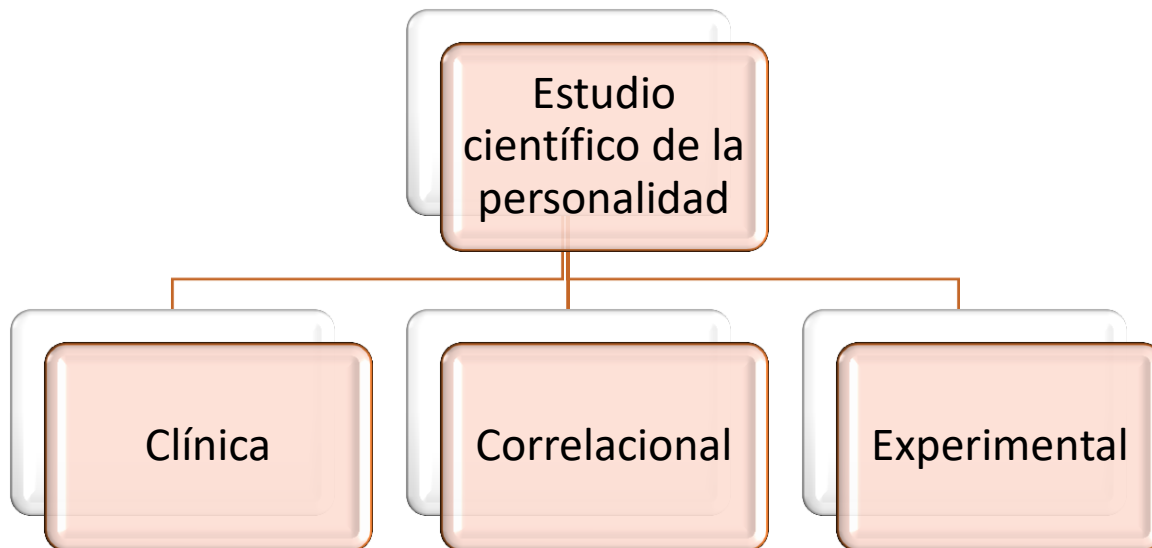 Estudio
científico de la
personalidad
Clínica
Correlacional
Experimental